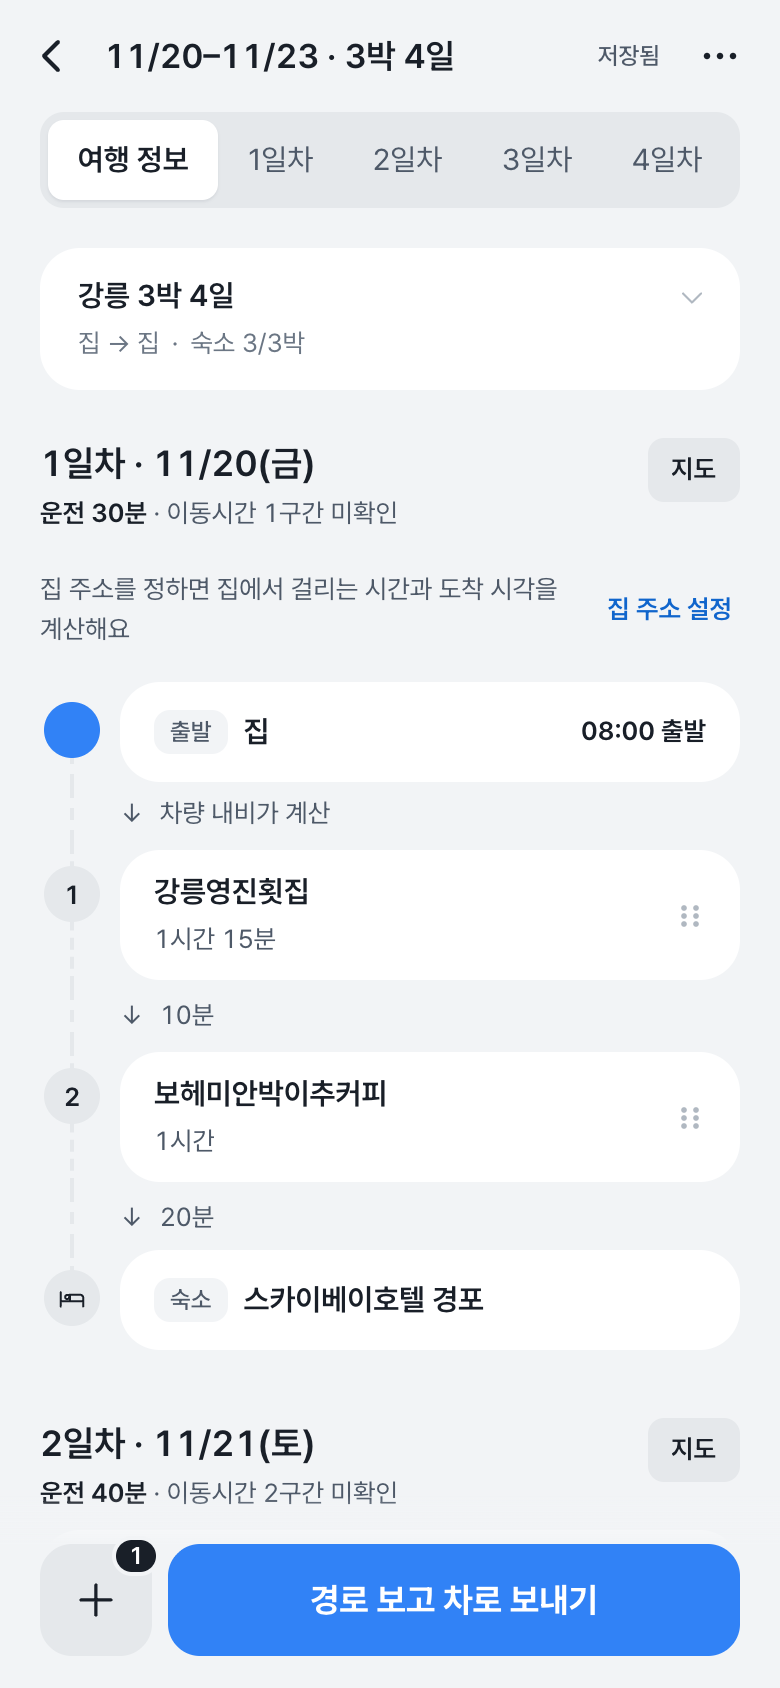 11/20–11/23 · 3박 4일 저장됨
여행 정보 1일차 2일차 3일차 4일차
강릉 3박 4일
집 → 집 · 숙소 3/3박
1일차 · 11/20(금) 지도
운전 30분 · 이동시간 1구간 미확인
집 주소를 정하면 집에서 걸리는 시간과 도착 시각을
계산해요
집 주소 설정
출발 집 08:00 출발
↓ 차량 내비가 계산
1 강릉영진횟집
1시간 15분
↓ 10분
2 보헤미안박이추커피
1시간
↓ 20분
숙소 스카이베이호텔 경포
2일차 · 11/21(토) 지도
운전 40분 · 이동시간 2구간 미확인
1
경로 보고 차로 보내기